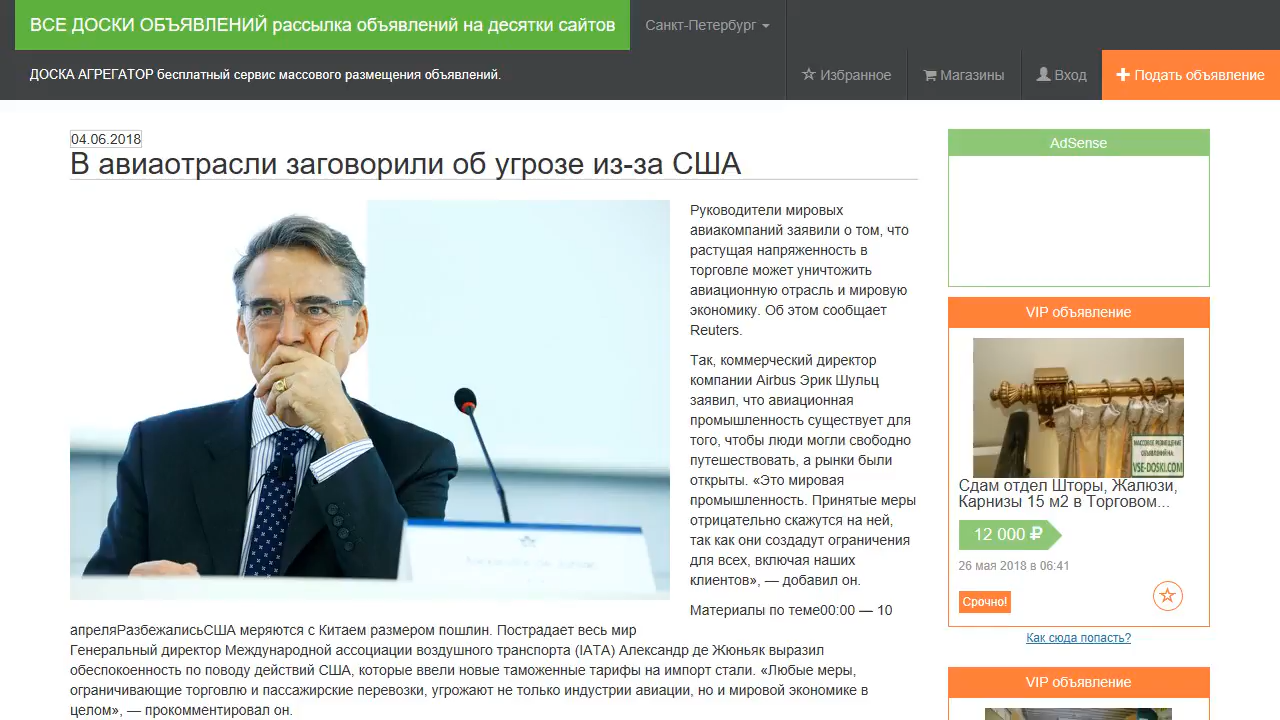 ВСЕ ДОСКИ ОБЪЯВЛЕНИЙ рассылка объявлений на десятки сайтов
Санкт-Петербург
ДОСКА АГРЕГАТОР бесплатный сервис массового размещения объявлений.
Избранное
Магазины
Вход
Подать объявление
04.06.2018
В авиаотрасли заговорили об угрозе из-за США
Руководители мировых
авиакомпаний заявили о том, что
растущая напряженность в
торговле может уничтожить
авиационную отрасль и мировую
экономику. Об этом сообщает
Reuters.
Так, коммерческий директор
компании Airbus Эрик Шульц
заявил, что авиационная
промышленность существует для
того, чтобы люди могли свободно
путешествовать, а рынки были
открыты. «Это мировая
промышленность. Принятые меры
отрицательно скажутся на ней,
так как они создадут ограничения
для всех, включая наших
клиентов», — добавил он.
Материалы по теме00:00 — 10
апреляРазбежалисьСША меряются с Китаем размером пошлин. Пострадает весь мир
Генеральный директор Международной ассоциации воздушного транспорта (IATA) Александр де Жюньяк выразил
обеспокоенность по поводу действий США, которые ввели новые таможенные тарифы на импорт стали. «Любые меры,
ограничивающие торговлю и пассажирские перевозки, угрожают не только индустрии авиации, но и мировой экономике в
целом», — прокомментировал он.
AdSense
VIP объявление
МАССОВОЕ РАЗМЕЩЕНИЕ
ОБЪЯВЛЕНИЙ НА:
VSE-DOSKI.COM
Сдам отдел Шторы, Жалюзи,
Карнизы 15 м2 в Торговом...
12 000 ₽
26 мая 2018 в 06:41
Срочно!
Как сюда попасть?
VIP объявление